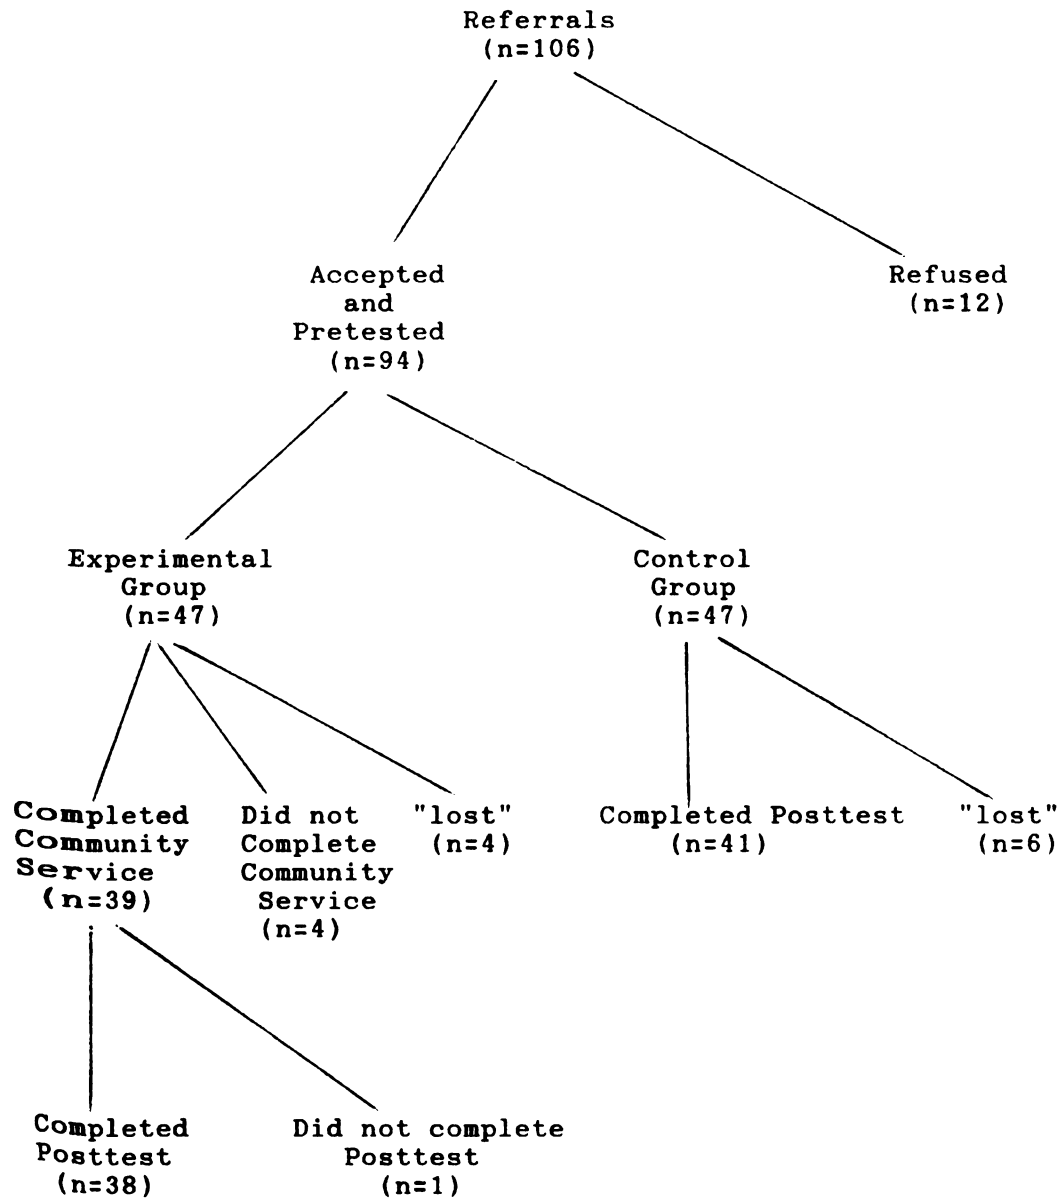 Referrals
(n=106)
Accepted
and
Pretested
(n=94)
Refused
(n=12)
Experimental
Group
(n=47)
Control
Group
(n=47)
Completed
Community
Service
(n=39)
Did not
Complete
Community
Service
(n=4)
"lost"
(n=4)
Completed Posttest
(n=41)
"lost"
(n=6)
Completed
Posttest
(n=38)
Did not complete
Posttest
(n=1)